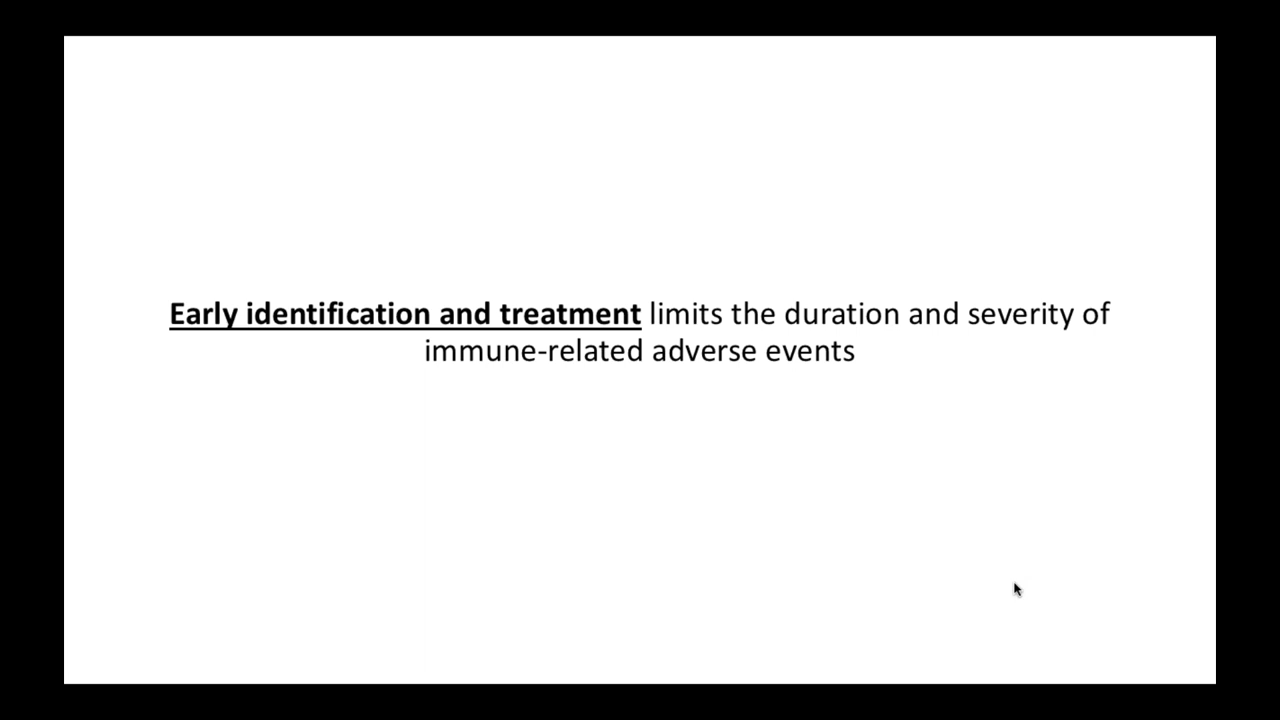 Early identification and treatment limits the duration and severity of
immune-related adverse events